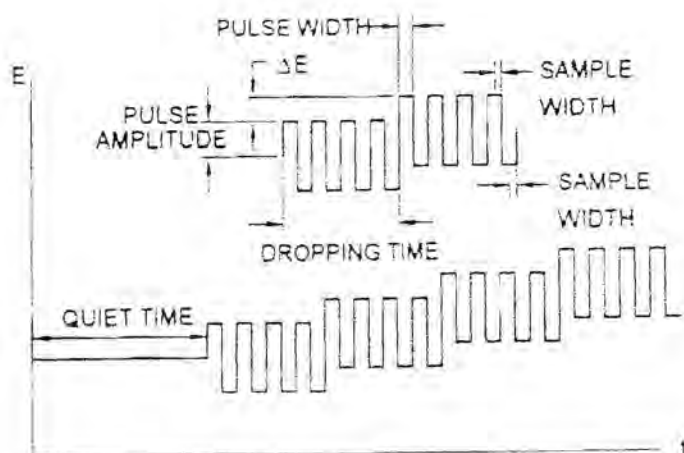 PULSE WIDTH
ΔE
SAMPLE
WIDTH
E
PULSE
AMPLITUDE
SAMPLE
WIDTH
DROPPING TIME
QUIET TIME
t